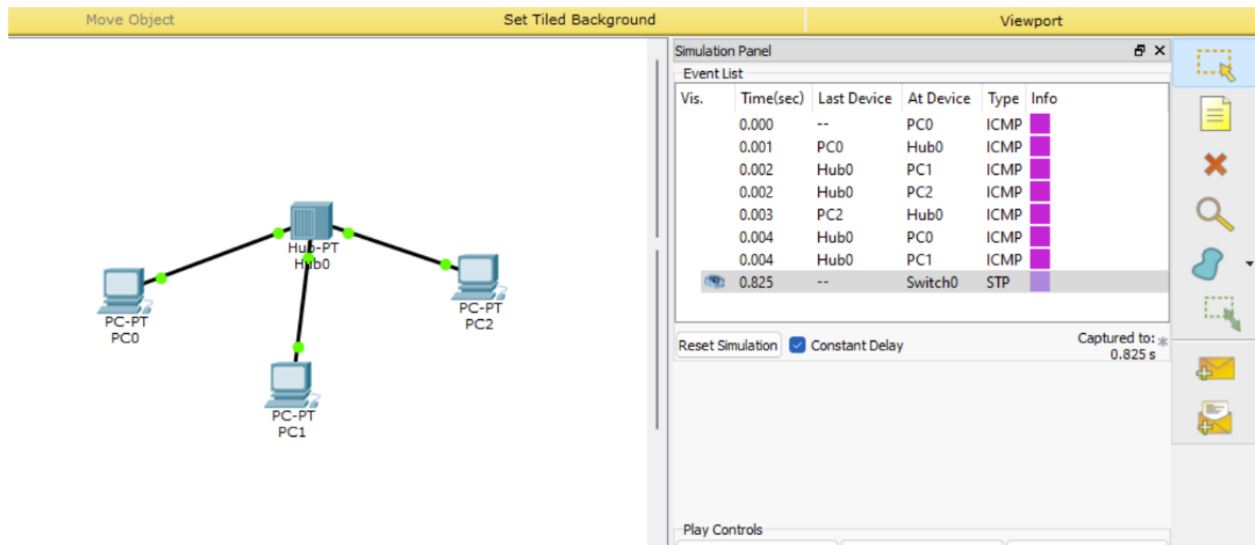 Move Object Set Tiled Background Viewport
Simulation Panel
Event List
Vis. Time(sec) Last Device At Device Type Info
0.000 -- PC0 ICMP
0.001 PC0 Hub0 ICMP
0.002 Hub0 PC1 ICMP
0.002 Hub0 PC2 ICMP
0.003 PC2 Hub0 ICMP
0.004 Hub0 PC0 ICMP
0.004 Hub0 PC1 ICMP
0.825 -- Switch0 STP
Reset Simulation Constant Delay Captured to: *
0.825 s
Play Controls
Hub-PT
Hub0
PC-PT
PC0
PC-PT
PC2
PC-PT
PC1